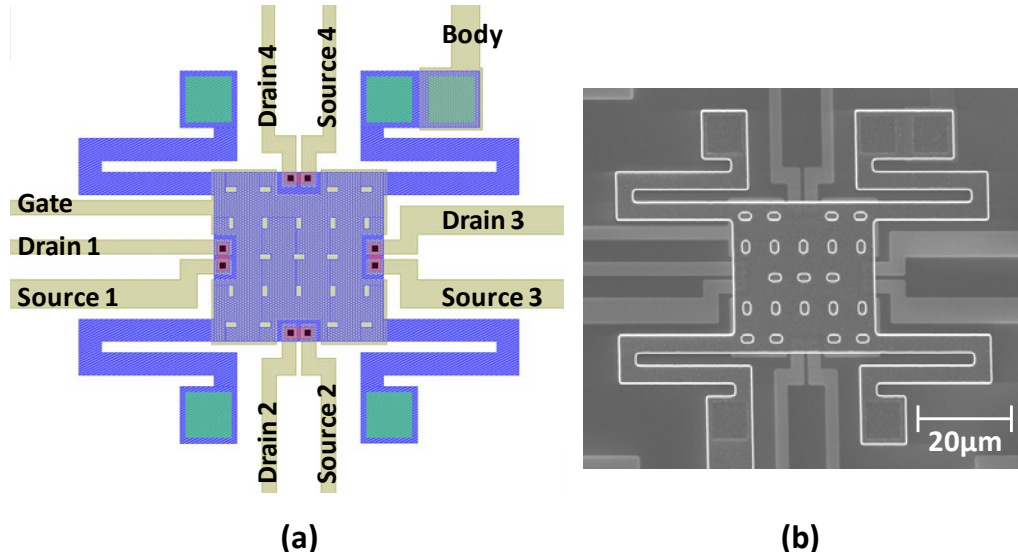 Drain 4
Source 4
Body
Gate
Drain 1
Source 1
Drain 3
Source 3
Drain 2
Source 2
20µm
(a)
(b)